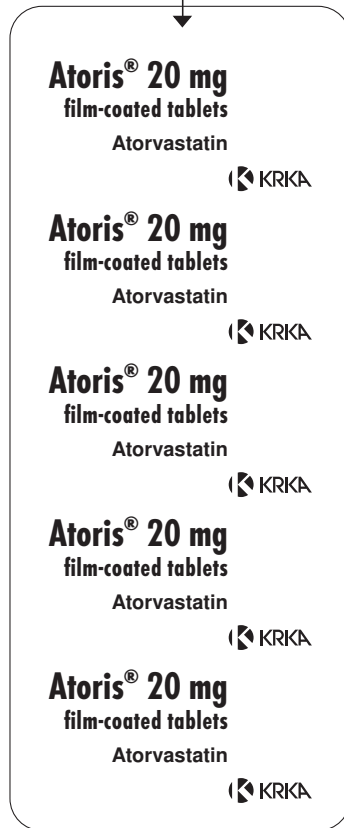 Atoris® 20 mg
film-coated tablets
Atorvastatin
KRKA
Atoris® 20 mg
film-coated tablets
Atorvastatin
KRKA
Atoris® 20 mg
film-coated tablets
Atorvastatin
KRKA
Atoris® 20 mg
film-coated tablets
Atorvastatin
KRKA
Atoris® 20 mg
film-coated tablets
Atorvastatin
KRKA